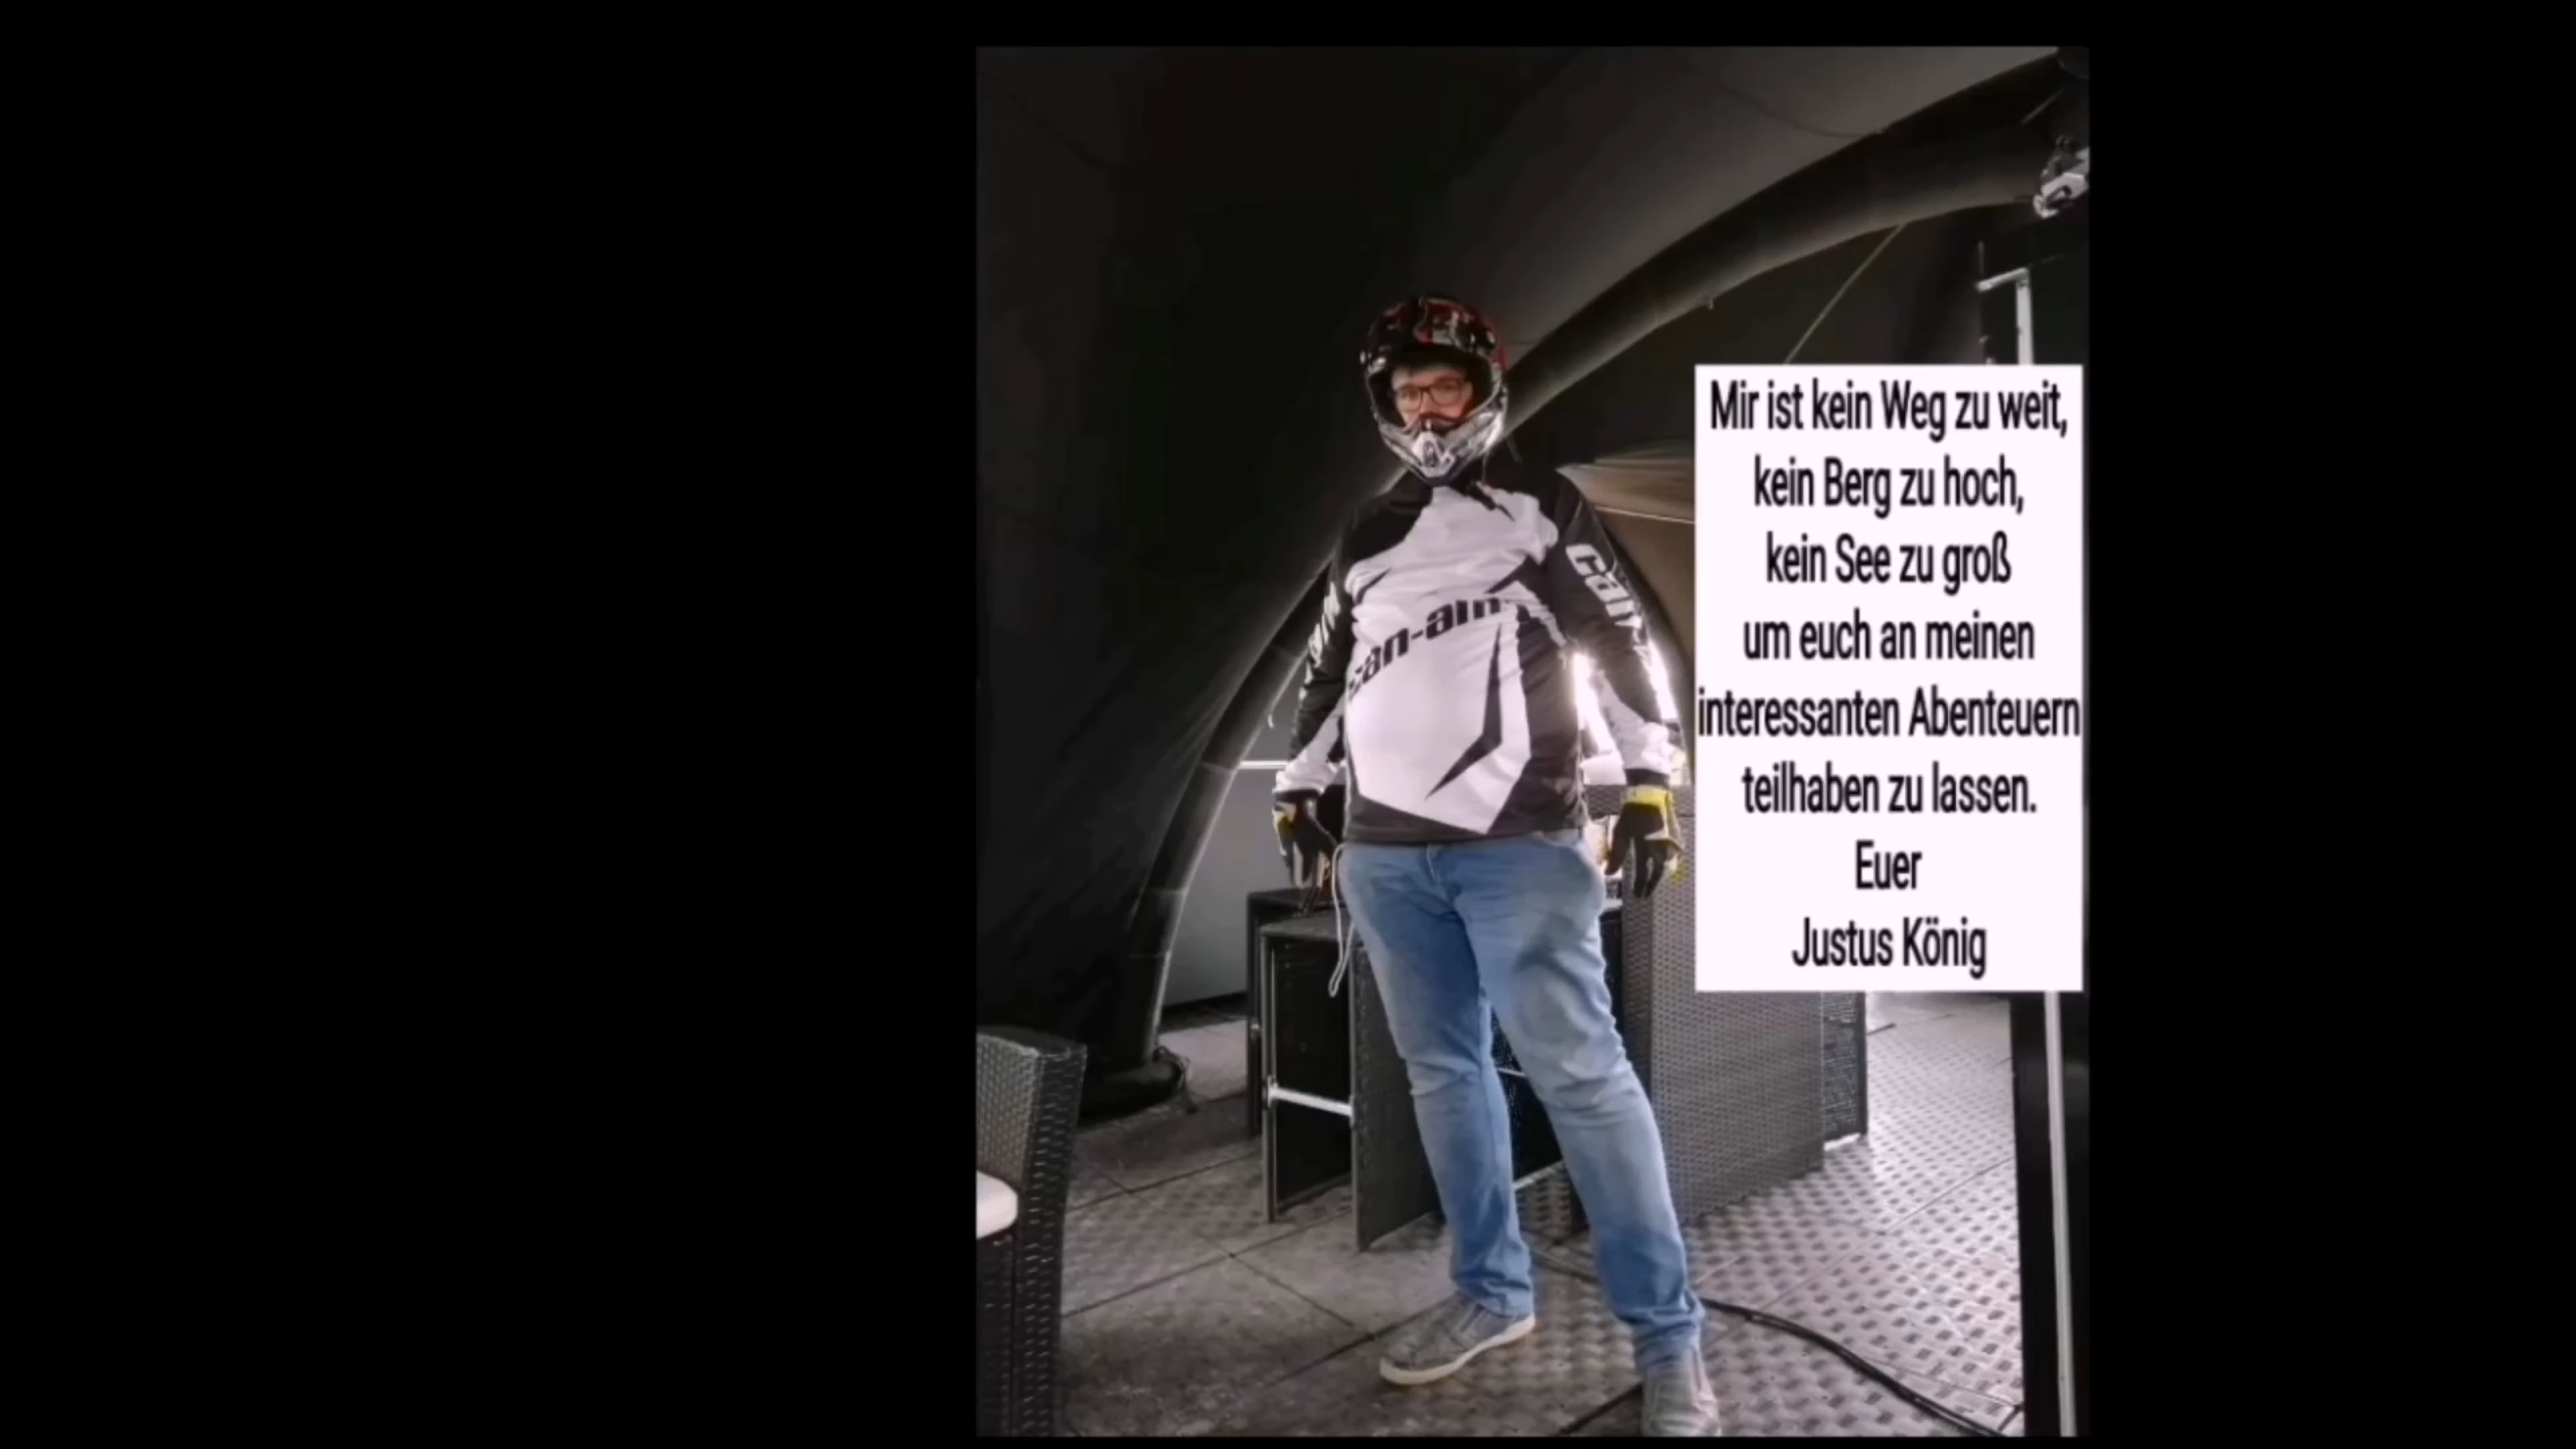 can-am
can
Mir ist kein Weg zu weit,
kein Berg zu hoch,
kein See zu groß
um euch an meinen
interessanten Abenteuern
teilhaben zu lassen.
Euer
Justus König